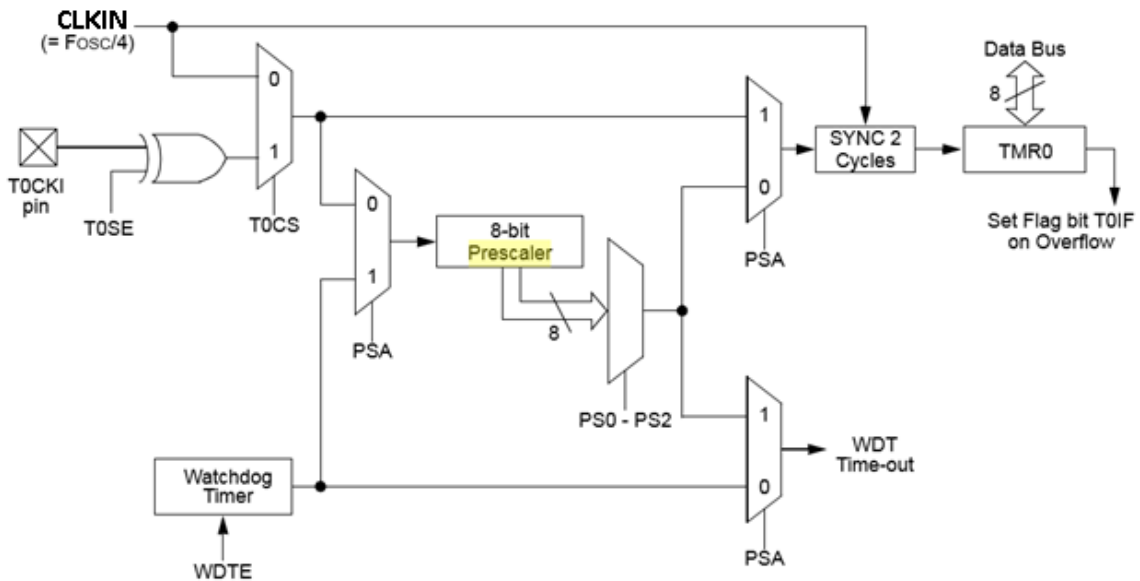 CLKIN
(= Fosc/4)
Data Bus
8
0
1
T0CKI
pin
T0SE
T0CS
1
0
PSA
SYNC 2
Cycles
TMR0
Set Flag bit T0IF
on Overflow
0
1
PSA
8-bit
Prescaler
8
PS0 - PS2
1
0
PSA
WDT
Time-out
Watchdog
Timer
WDTE